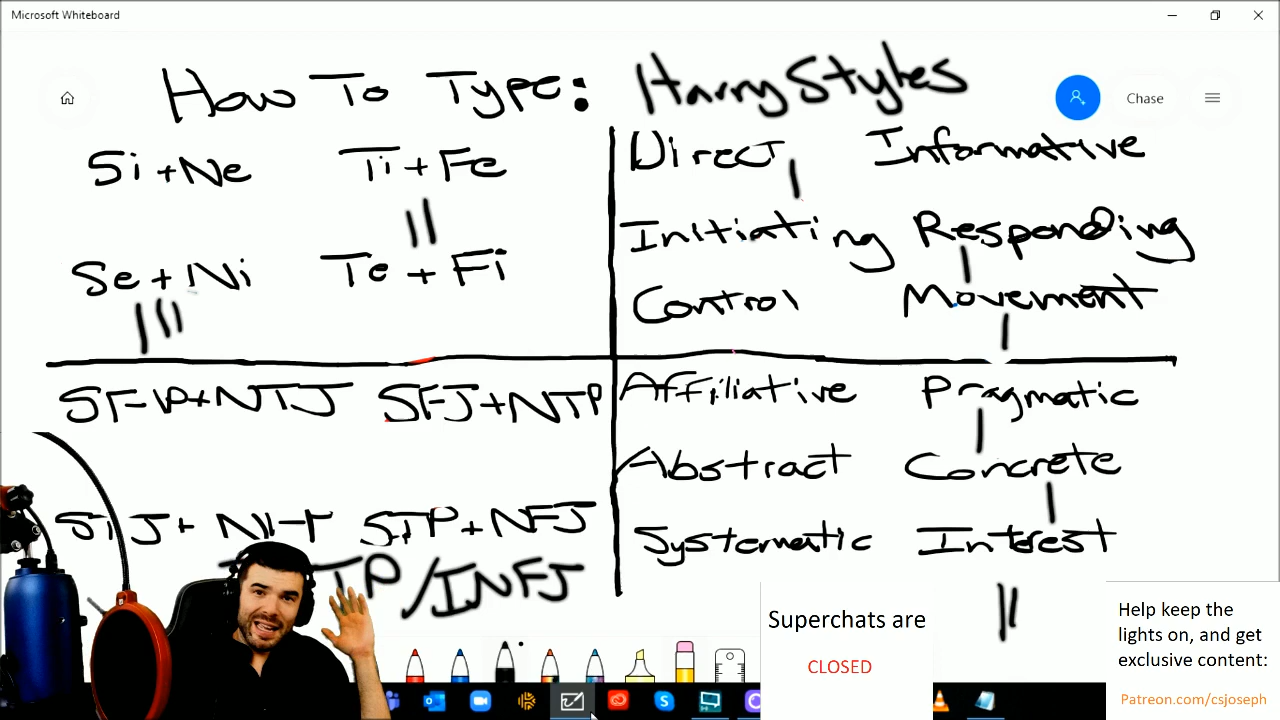 Microsoft Whiteboard
How To Type: Harry Styles
Chase
Si + Ne Ti + Fe
Se + Ni Te + Fi
Direct Informative
Initiating Responding
Control Movement
SFP + NTJ SFJ + NTP
STP + NFJ
TP/INFJ
Affiliative Pragmatic
Abstract Concrete
Systematic Interest
Superchats are
CLOSED
Help keep the
lights on, and get
exclusive content:
Patreon.com/csjoseph